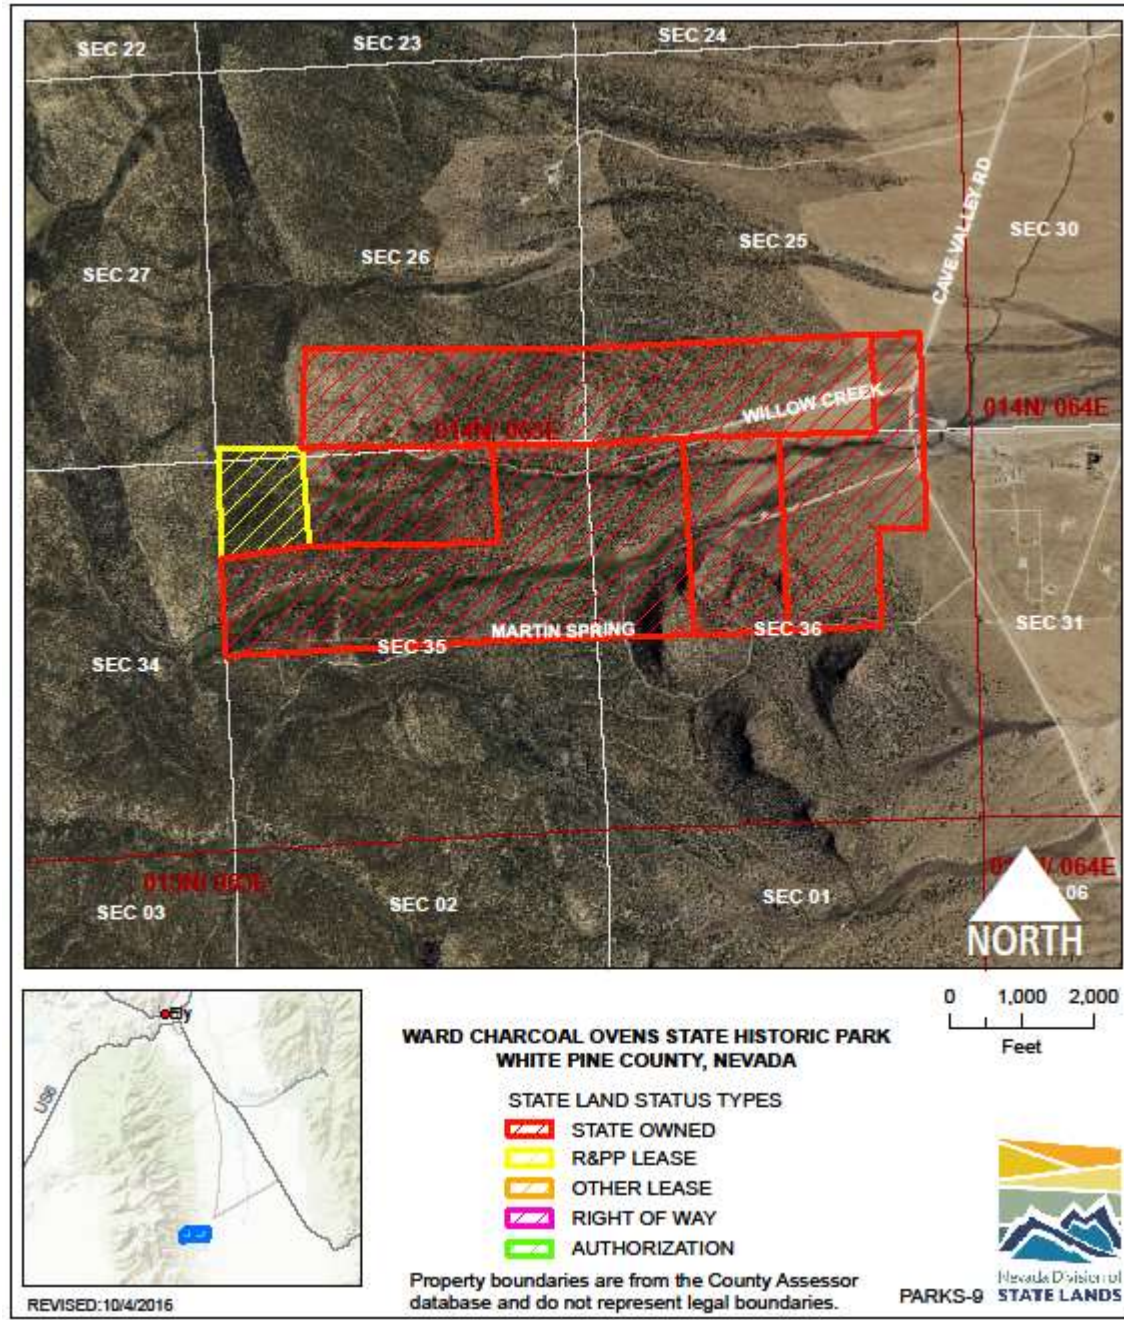 SEC 22
SEC 23
SEC 24
SEC 27
SEC 26
SEC 25
SEC 30
CAVE VALLEY RD
WILLOW CREEK
014N/ 064E
MARTIN SPRING
SEC 34
SEC 35
SEC 36
SEC 31
SEC 03
SEC 02
SEC 01
064E
06
NORTH
Ely
US6
REVISED:10/4/2016
WARD CHARCOAL OVENS STATE HISTORIC PARK
WHITE PINE COUNTY, NEVADA
STATE LAND STATUS TYPES
STATE OWNED
R&PP LEASE
OTHER LEASE
RIGHT OF WAY
AUTHORIZATION
Property boundaries are from the County Assessor
database and do not represent legal boundaries.
0 1,000 2,000
Feet
PARKS-9
Nevada Division of
STATE LANDS